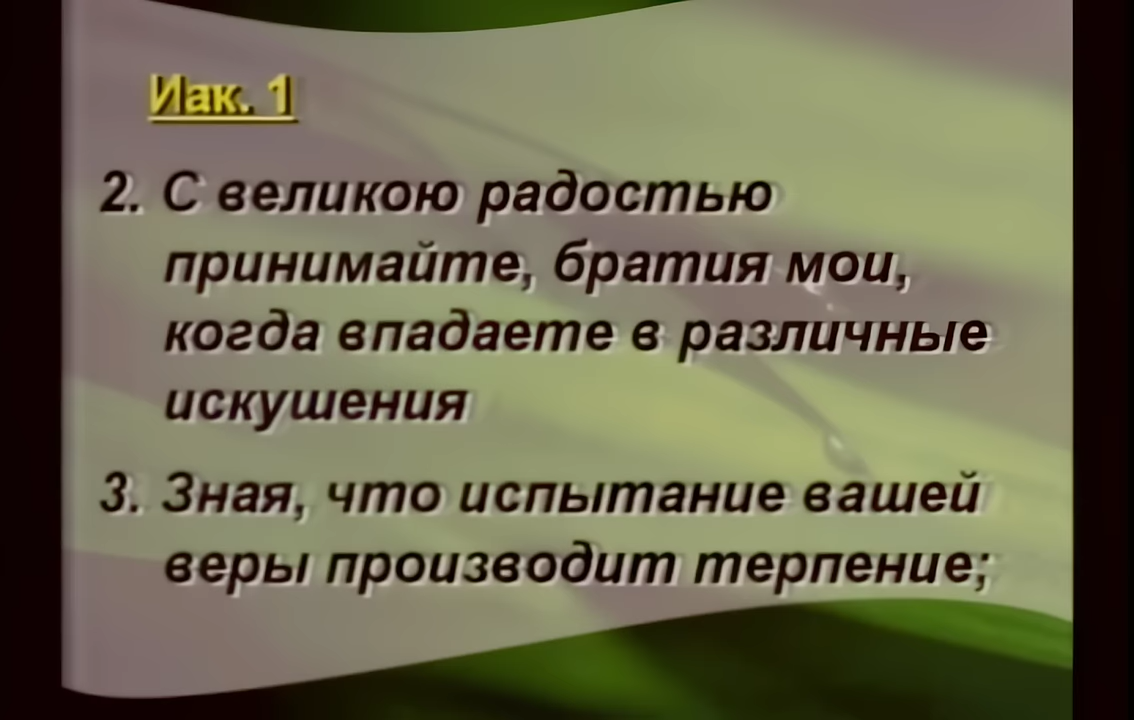 Иак. 1
2. С великою радостью
принимайте, братия мои,
когда впадаете в различные
искушения
3. Зная, что испытание вашей
веры производит терпение;